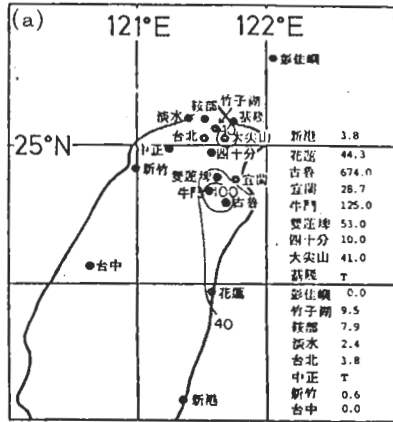 (a)
121°E
122°E
彭佳嶼
竹子湖
鞍部
淡水
基隆
10
台北
大尖山
25°N
中正
四十分
新竹
雙連埤
宜蘭
牛鬥
100
古魯
台中
花蓮
40
新港
新港 3.8
花蓮 44.3
古魯 674.0
宜蘭 28.7
牛鬥 125.0
雙連埤 53.0
四十分 10.0
大尖山 41.0
基隆 T
彭佳嶼 0.0
竹子湖 9.5
鞍部 7.9
淡水 2.4
台北 3.8
中正 T
新竹 0.6
台中 0.0